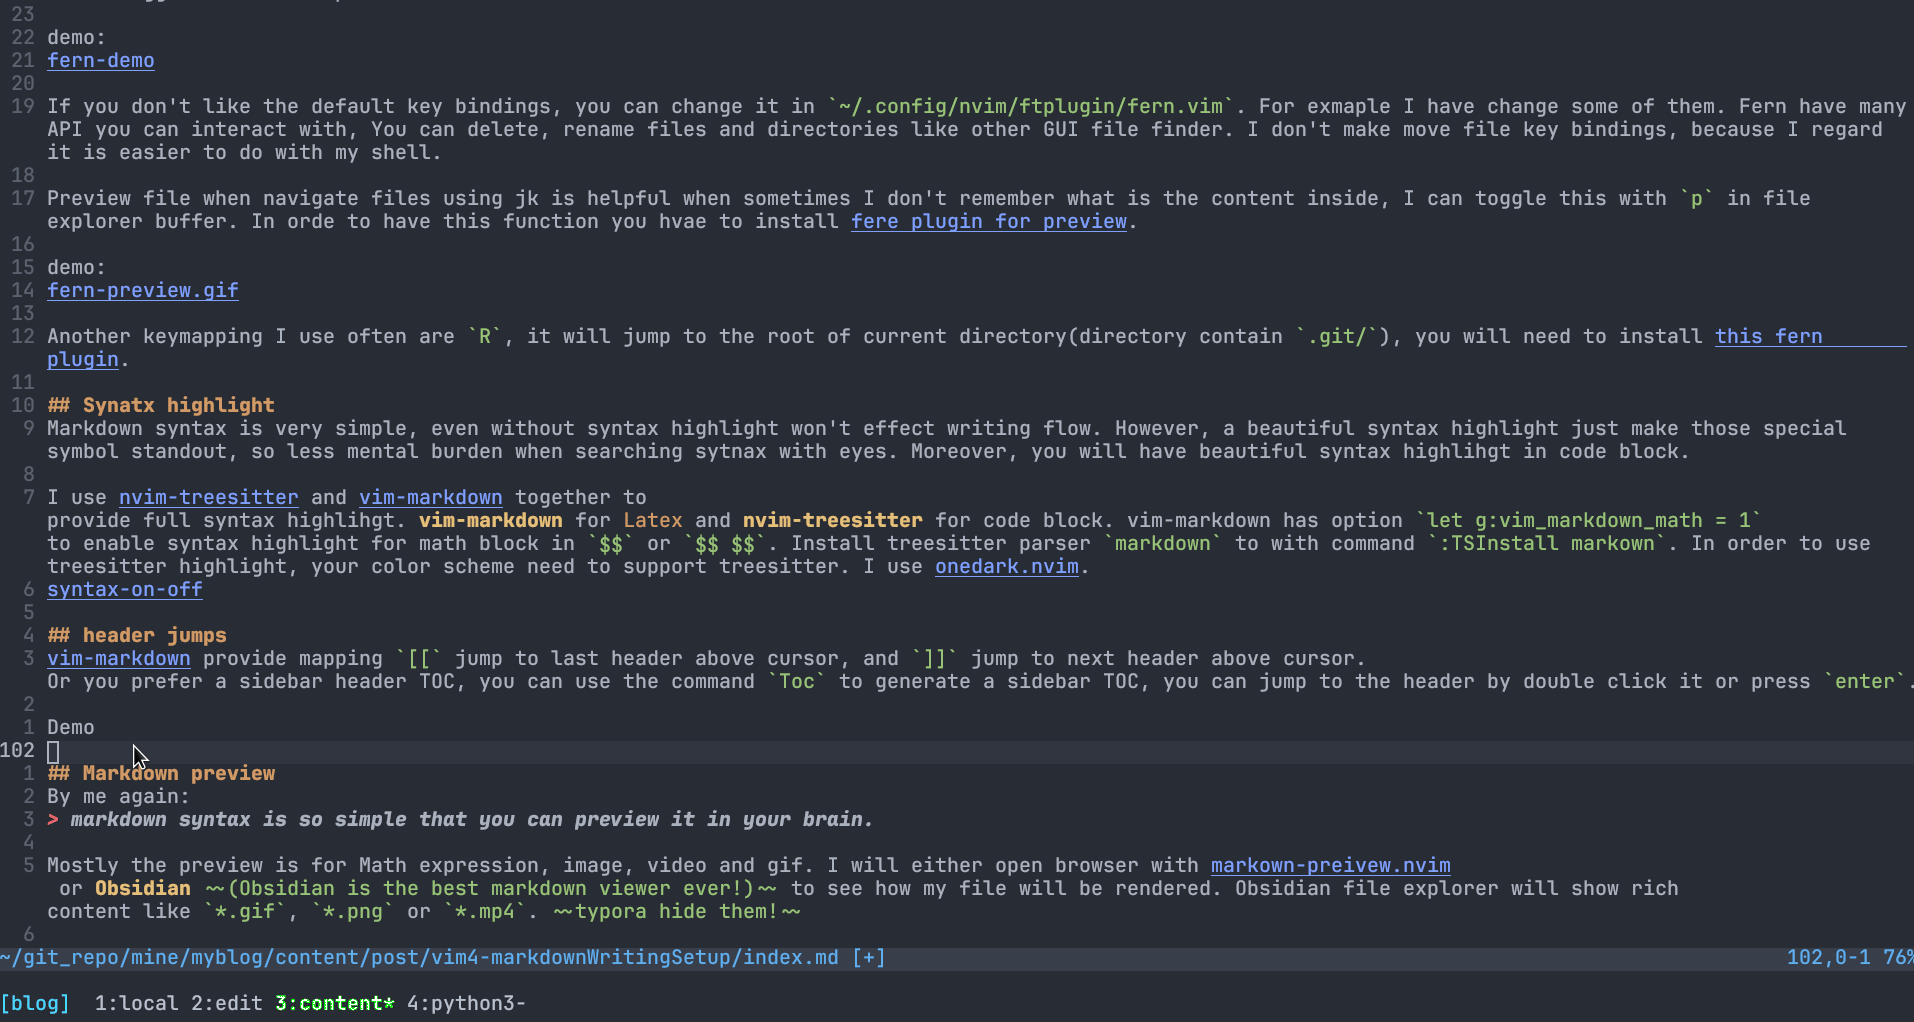 23
22 demo:
21 fern-demo
20
19 If you don't like the default key bindings, you can change it in `~/.config/nvim/ftplugin/fern.vim`. For exmaple I have change some of them. Fern have many
API you can interact with, You can delete, rename files and directories like other GUI file finder. I don't make move file key bindings, because I regard
it is easier to do with my shell.
18
17 Preview file when navigate files using jk is helpful when sometimes I don't remember what is the content inside, I can toggle this with `p` in file
explorer buffer. In orde to have this function you hvae to install fere plugin for preview.
16
15 demo:
14 fern-preview.gif
13
12 Another keymapping I use often are `R`, it will jump to the root of current directory(directory contain `.git/`), you will need to install this fern
plugin.
11
10 ## Synatx highlight
9 Markdown syntax is very simple, even without syntax highlight won't effect writing flow. However, a beautiful syntax highlight just make those special
symbol standout, so less mental burden when searching sytnax with eyes. Moreover, you will have beautiful syntax highlihgt in code block.
8
7 I use nvim-treesitter and vim-markdown together to
provide full syntax highlihgt. vim-markdown for Latex and nvim-treesitter for code block. vim-markdown has option `let g:vim_markdown_math = 1`
to enable syntax highlight for math block in `$$` or `$$ $$`. Install treesitter parser `markdown` to with command `:TSInstall markown`. In order to use
treesitter highlight, your color scheme need to support treesitter. I use onedark.nvim.
6 syntax-on-off
5
4 ## header jumps
3 vim-markdown provide mapping `[[` jump to last header above cursor, and `]]` jump to next header above cursor.
Or you prefer a sidebar header TOC, you can use the command `Toc` to generate a sidebar TOC, you can jump to the header by double click it or press `enter`.
2
1 Demo
102
1 ## Markdown preview
2 By me again:
3 > markdown syntax is so simple that you can preview it in your brain.
4
5 Mostly the preview is for Math expression, image, video and gif. I will either open browser with markown-preivew.nvim
or Obsidian ~~(Obsidian is the best markdown viewer ever!)~~ to see how my file will be rendered. Obsidian file explorer will show rich
content like `*.gif`, `*.png` or `*.mp4`. ~~typora hide them!~~
6
~/git_repo/mine/myblog/content/post/vim4-markdownWritingSetup/index.md [+] 102,0-1 76%
[blog] 1:local 2:edit 3:content* 4:python3-